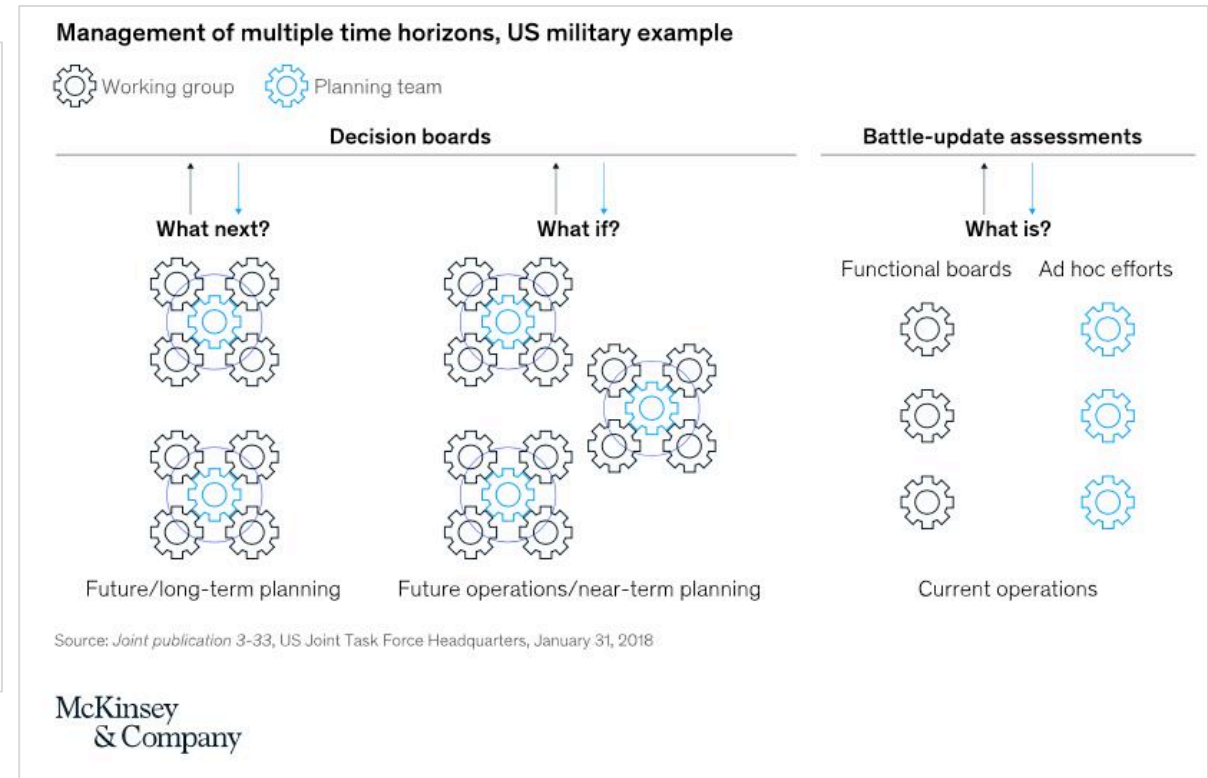 Management of multiple time horizons, US military example
Working group
Planning team
Decision boards
Battle-update assessments
What next?
What if?
What is?
Functional boards
Ad hoc efforts
Future/long-term planning
Future operations/near-term planning
Current operations
Source: Joint publication 3-33, US Joint Task Force Headquarters, January 31, 2018
McKinsey
& Company